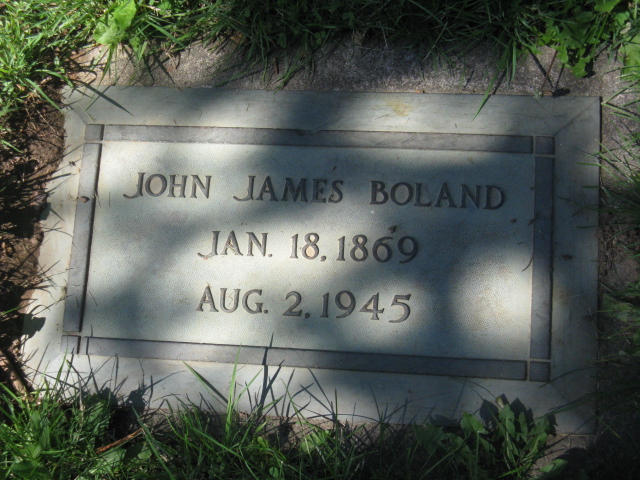 JOHN JAMES BOLAND
JAN. 18, 1869
AUG. 2, 1945